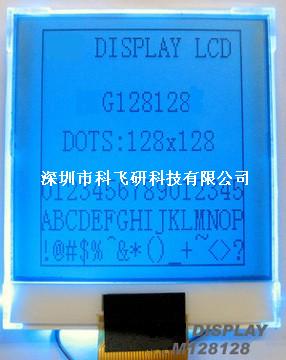 DISPLAY LCD
G128128
DOTS:128x128
深圳市科飞研科技有限公司
0123456789012345
ABCDEFGHIJKLMNOP
!@#$%^&*()_+~<>?
DISPLAY
M128128